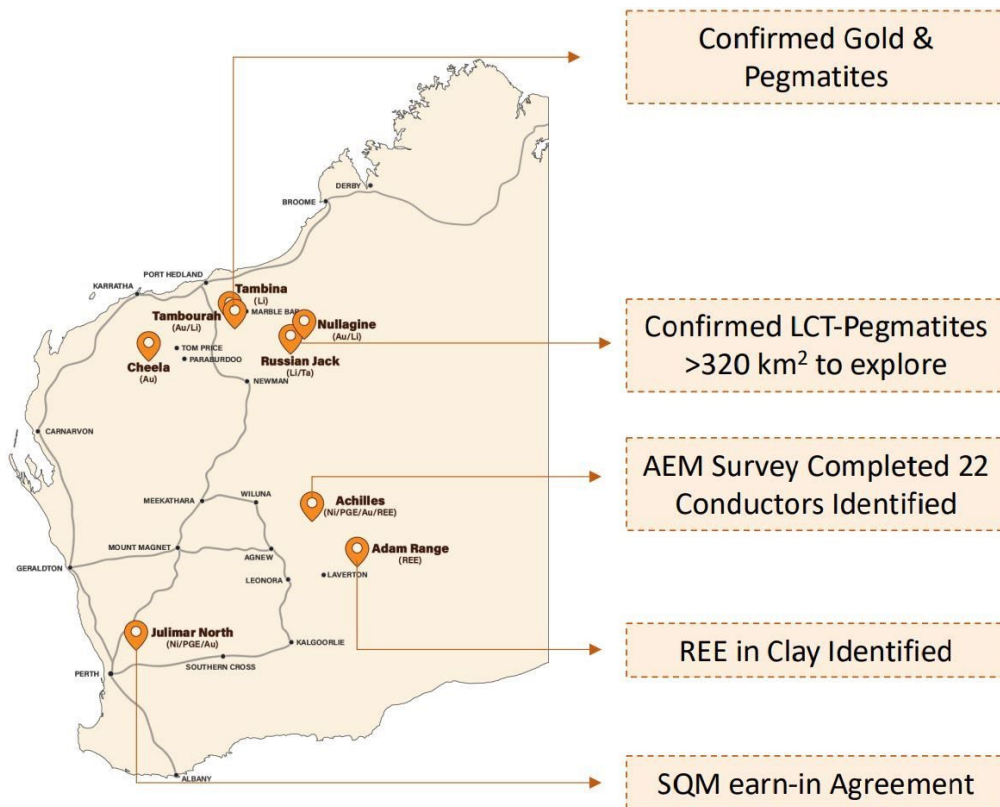 Confirmed Gold &
Pegmatites
DERBY
BROOME
PORT HEDLAND
KARRATHA
Tambina
(Li)
MARBLE BAR
Tambourah
(Au/Li)
Nullagine
(Au/Li)
TOM PRICE
PARABURDOO
Cheela
(Au)
Russian Jack
(Li/Ta)
NEWMAN
Confirmed LCT-Pegmatites
>320 km² to explore
CARNARVON
MEEKATHARA
WILUNA
Achilles
(Ni/PGE/Au/REE)
AEM Survey Completed 22
Conductors Identified
MOUNT MAGNET
AGNEW
Adam Range
(REE)
GERALDTON
LEONORA
LAVERTON
Julimar North
(Ni/PGE/Au)
KALGOORLIE
SOUTHERN CROSS
PERTH
REE in Clay Identified
ALBANY
SQM earn-in Agreement